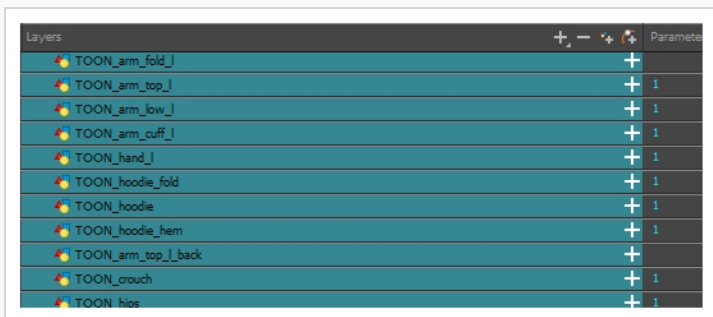 Layers Paramete
TOON_arm_fold_l
TOON_arm_top_l 1
TOON_arm_low_l 1
TOON_arm_cuff_l 1
TOON_hand_l 1
TOON_hoodie_fold 1
TOON_hoodie 1
TOON_hoodie_hem 1
TOON_arm_top_l_back
TOON_crouch 1
TOON_hips 1